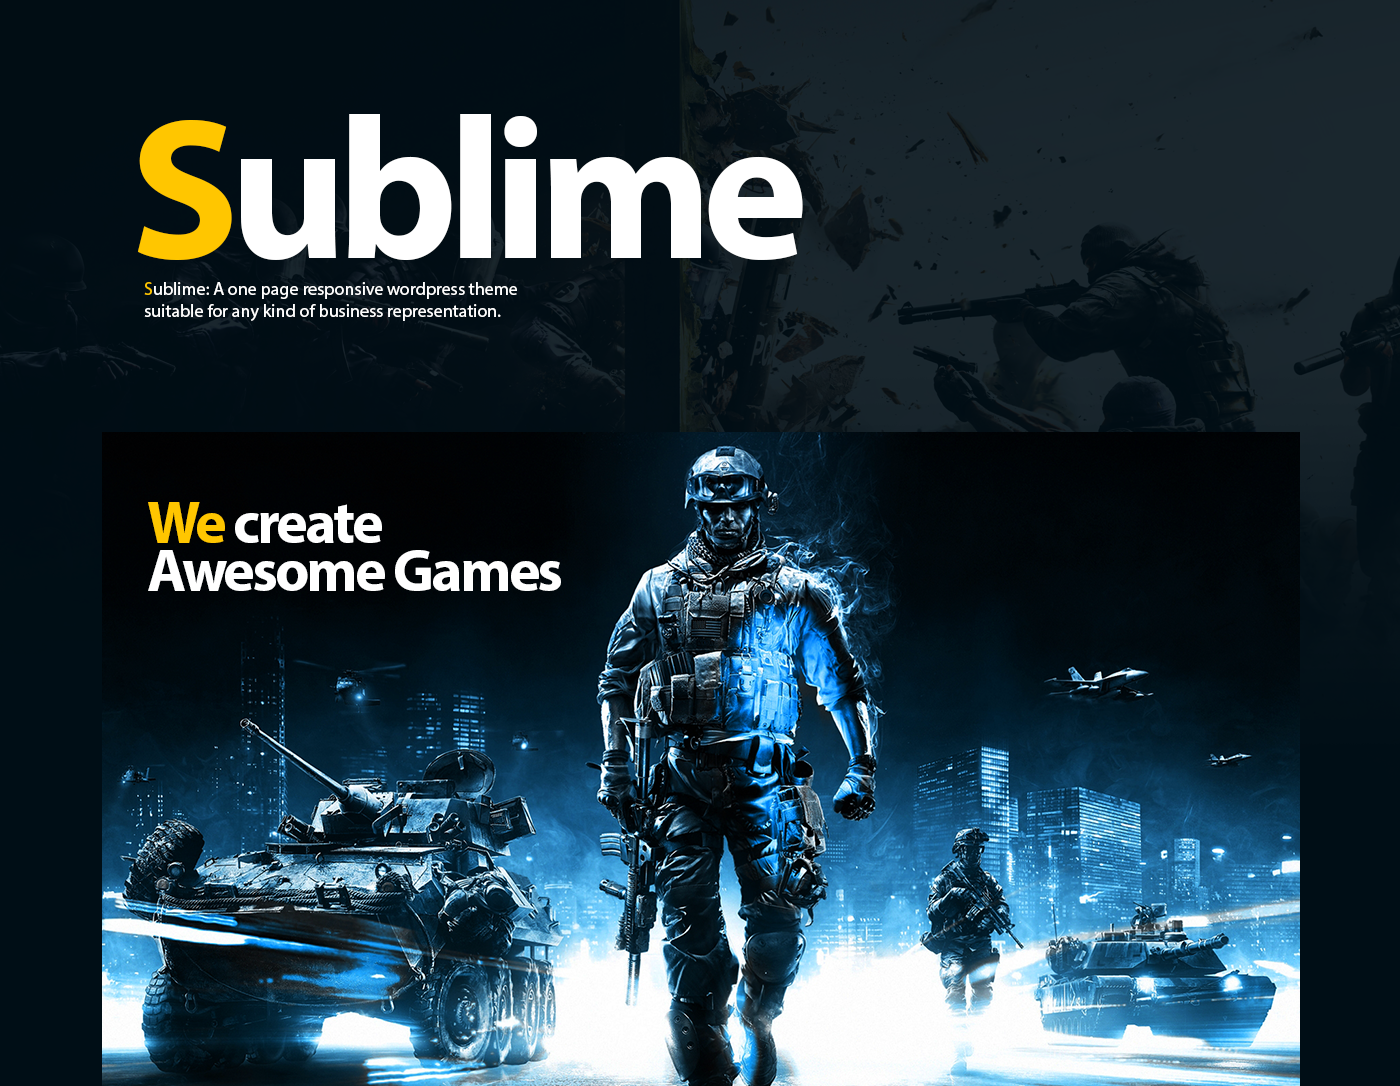 Sublime
Sublime: A one page responsive wordpress theme
suitable for any kind of business representation.
We create
Awesome Games